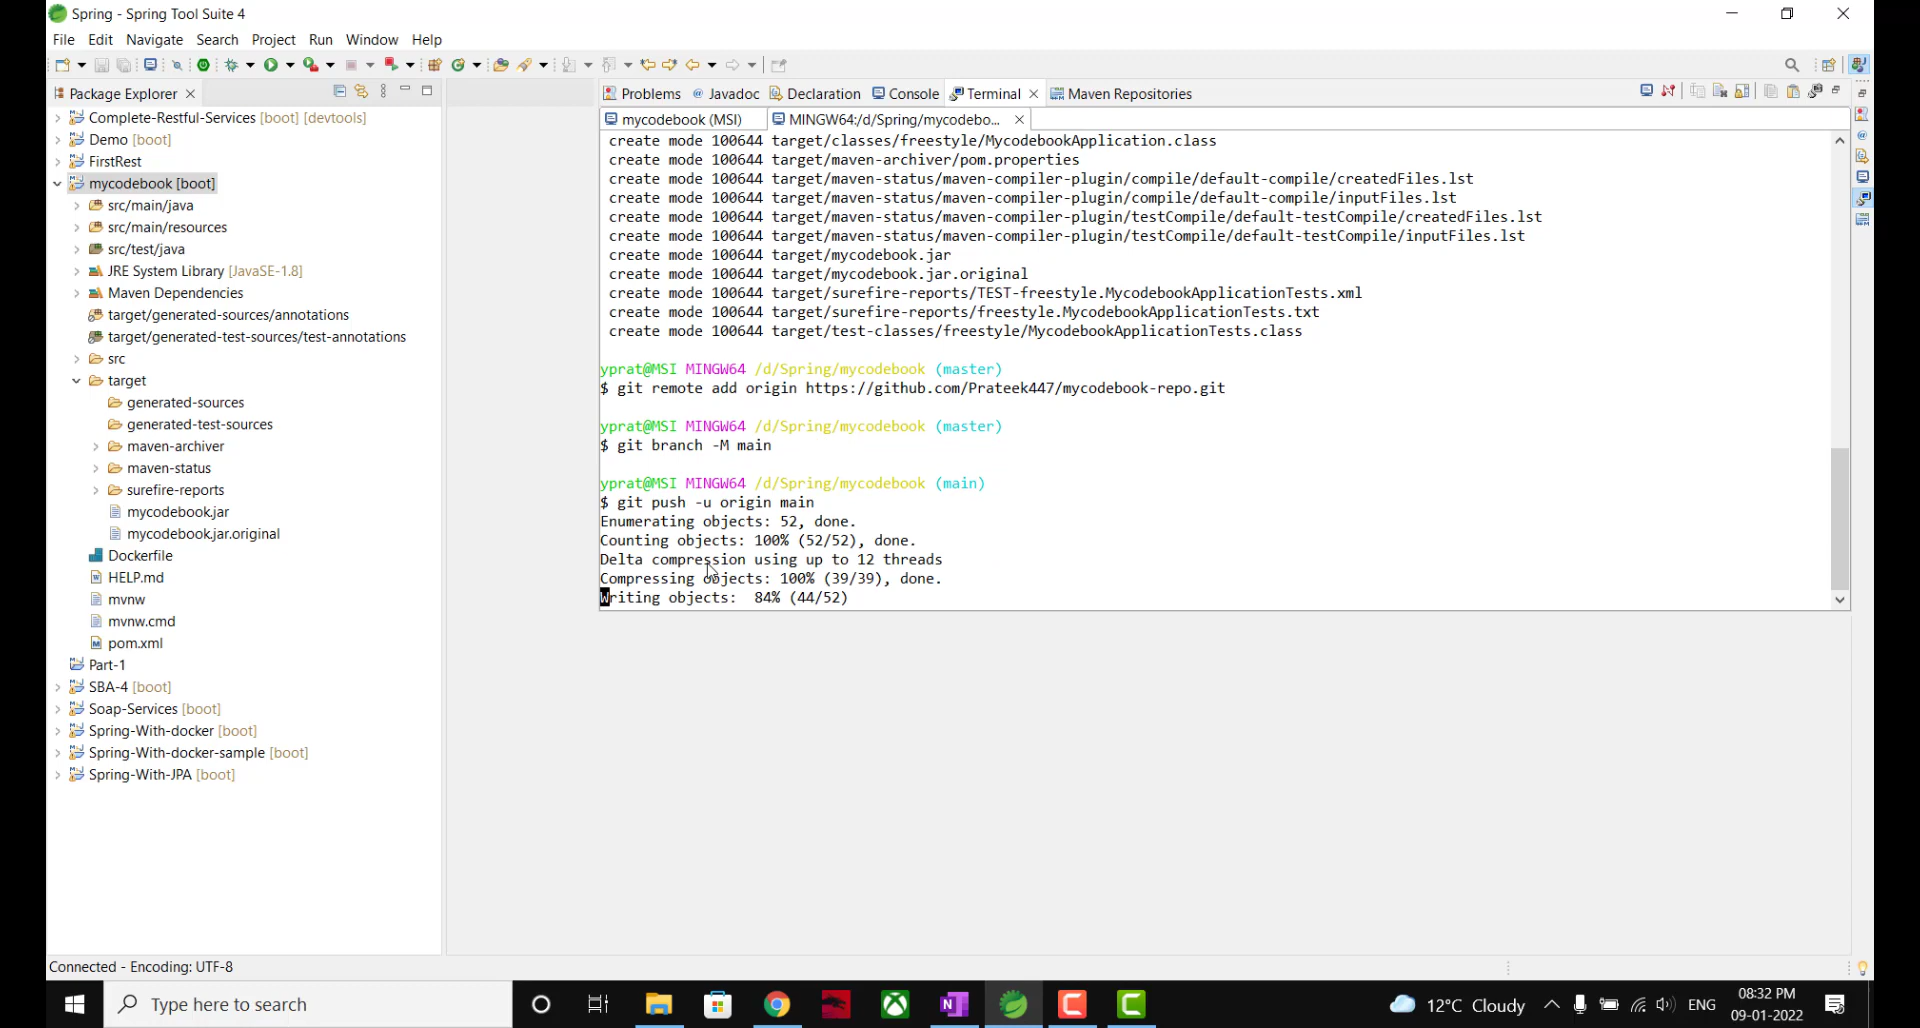 Spring - Spring Tool Suite 4
File Edit Navigate Search Project Run Window Help
Package Explorer
Problems Javadoc Declaration Console Terminal Maven Repositories
mycodebook (MSI) MINGW64:/d/Spring/mycodebo...
Complete-Restful-Services [boot] [devtools]
Demo [boot]
FirstRest
mycodebook [boot]
src/main/java
src/main/resources
src/test/java
JRE System Library [JavaSE-1.8]
Maven Dependencies
target/generated-sources/annotations
target/generated-test-sources/test-annotations
src
target
generated-sources
generated-test-sources
maven-archiver
maven-status
surefire-reports
mycodebook.jar
mycodebook.jar.original
Dockerfile
HELP.md
mvnw
mvnw.cmd
pom.xml
Part-1
SBA-4 [boot]
Soap-Services [boot]
Spring-With-docker [boot]
Spring-With-docker-sample [boot]
Spring-With-JPA [boot]
create mode 100644 target/classes/freestyle/MycodebookApplication.class
create mode 100644 target/maven-archiver/pom.properties
create mode 100644 target/maven-status/maven-compiler-plugin/compile/default-compile/createdFiles.lst
create mode 100644 target/maven-status/maven-compiler-plugin/compile/default-compile/inputFiles.lst
create mode 100644 target/maven-status/maven-compiler-plugin/testCompile/default-testCompile/createdFiles.lst
create mode 100644 target/maven-status/maven-compiler-plugin/testCompile/default-testCompile/inputFiles.lst
create mode 100644 target/mycodebook.jar
create mode 100644 target/mycodebook.jar.original
create mode 100644 target/surefire-reports/TEST-freestyle.MycodebookApplicationTests.xml
create mode 100644 target/surefire-reports/freestyle.MycodebookApplicationTests.txt
create mode 100644 target/test-classes/freestyle/MycodebookApplicationTests.class
yprat@MSI MINGW64 /d/Spring/mycodebook (master)
$ git remote add origin https://github.com/Prateek447/mycodebook-repo.git
yprat@MSI MINGW64 /d/Spring/mycodebook (master)
$ git branch -M main
yprat@MSI MINGW64 /d/Spring/mycodebook (main)
$ git push -u origin main
Enumerating objects: 52, done.
Counting objects: 100% (52/52), done.
Delta compression using up to 12 threads
Compressing objects: 100% (39/39), done.
Writing objects:  84% (44/52)
Connected - Encoding: UTF-8
Type here to search
12°C Cloudy
ENG
08:32 PM
09-01-2022